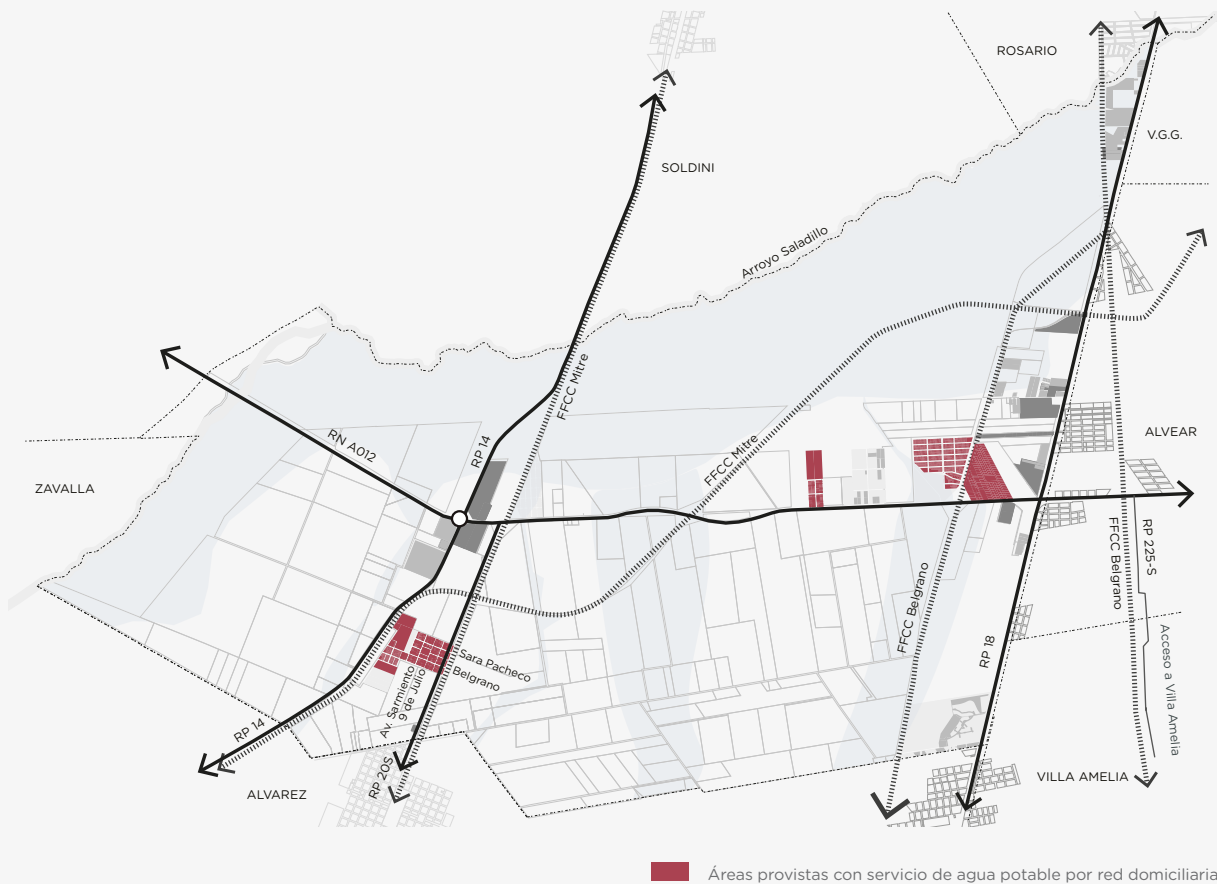 ROSARIO
V.G.G.
SOLDINI
Arroyo Saladillo
FFCC Mitre
RP 14
RN A012
ZAVALLA
FFCC Mitre
ALVEAR
RP 225-S
FFCC Belgrano
FFCC Belgrano
RP 18
Acceso a Villa Amelia
Sara Pacheco
Belgrano
Av. Sarmiento
9 de Julio
RP 14
RP 20S
ALVAREZ
VILLA AMELIA
Áreas provistas con servicio de agua potable por red domiciliaria